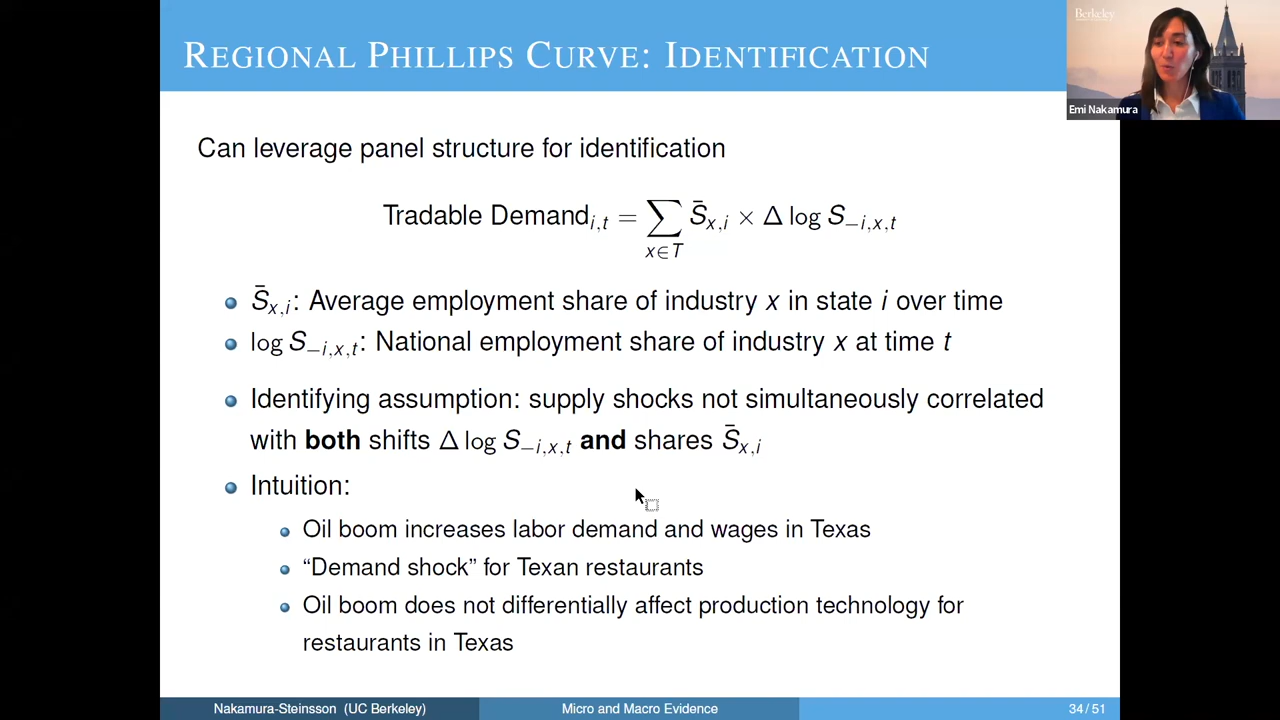 REGIONAL PHILLIPS CURVE: IDENTIFICATION
Berkeley
Emi Nakamura
Can leverage panel structure for identification
Tradable Demand_{i,t} = ∑_{x∈T} S̄_{x,i} × Δ log S_{−i,x,t}
S̄_{x,i}: Average employment share of industry x in state i over time
log S_{−i,x,t}: National employment share of industry x at time t
Identifying assumption: supply shocks not simultaneously correlated
with both shifts Δ log S_{−i,x,t} and shares S̄_{x,i}
Intuition:
Oil boom increases labor demand and wages in Texas
“Demand shock” for Texan restaurants
Oil boom does not differentially affect production technology for
restaurants in Texas
Nakamura-Steinsson (UC Berkeley)
Micro and Macro Evidence
34 / 51